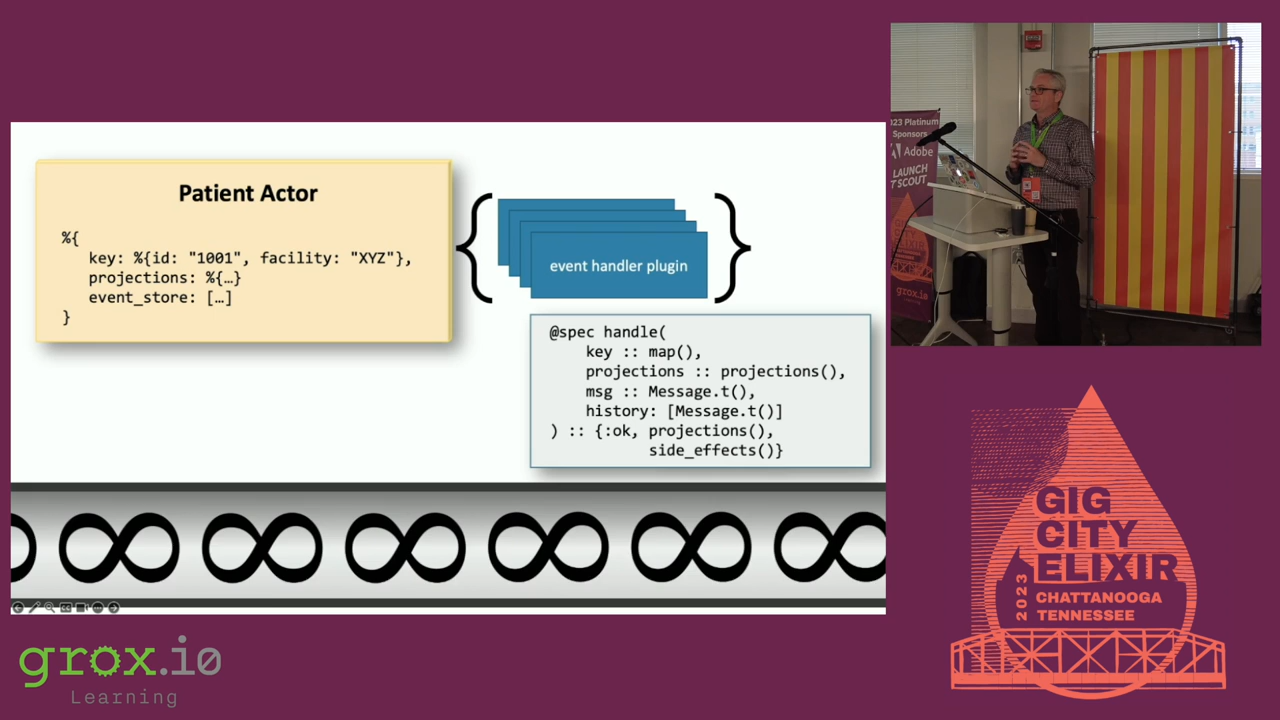 Patient Actor
%{
key: %{id: "1001", facility: "XYZ"},
projections: %{…}
event_store: […]
}
{
event handler plugin
}
@spec handle(
key :: map(),
projections :: projections(),
msg :: Message.t(),
history: [Message.t()]
) :: {:ok, projections(),
side_effects()}
∞ ∞ ∞ ∞ ∞ ∞
grox.io
Learning
2023 Platinum
Sponsors
Adobe
LAUNCH
SCOUT
grox.io
GIG
CITY
ELIXIR
2023
CHATTANOOGA
TENNESSEE